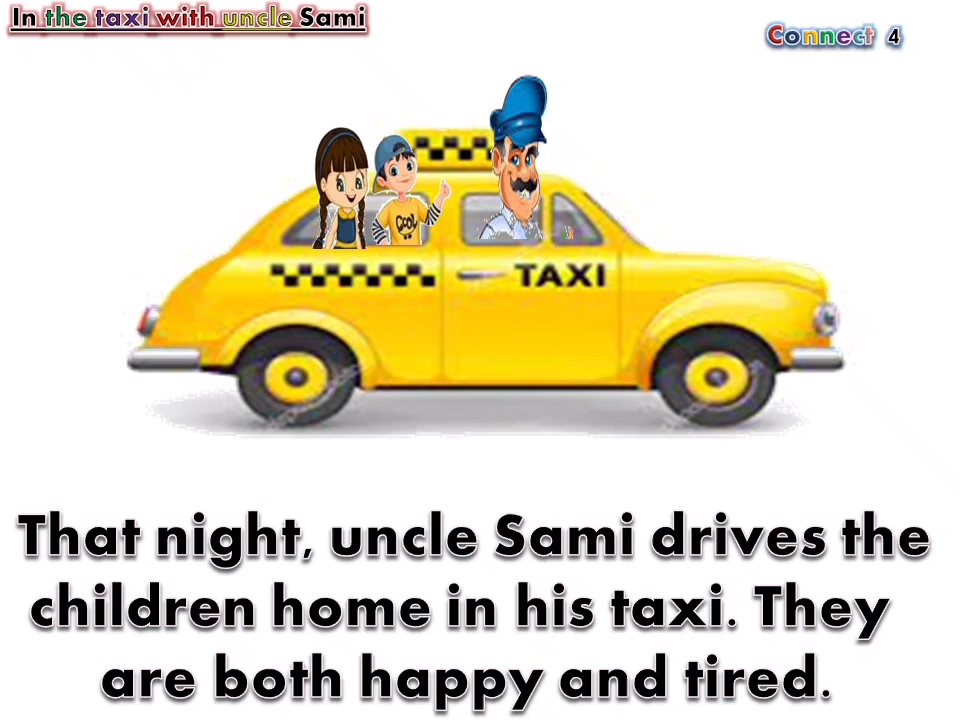 In the taxi with uncle Sami
Connect 4
COOL
TAXI
That night, uncle Sami drives the
children home in his taxi. They
are both happy and tired.